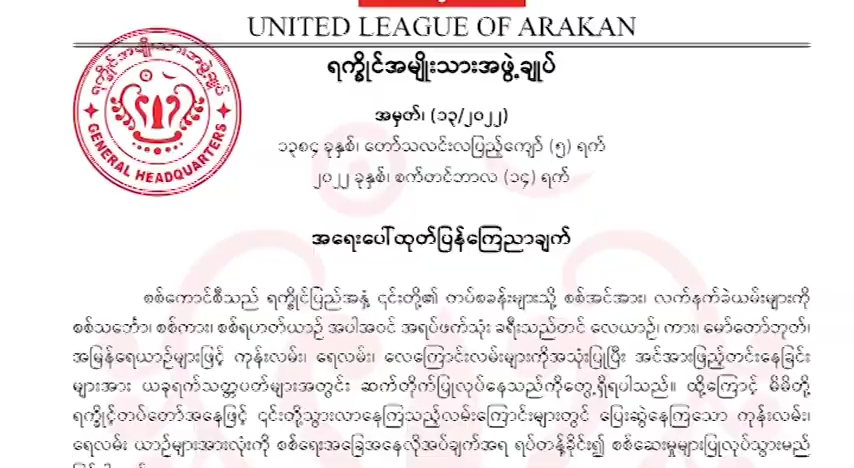 UNITED LEAGUE OF ARAKAN
ရက္ခိုင်အမျိုးသားအဖွဲ့ချုပ်
ရက္ခိုင်အမျိုးသားအဖွဲ့ချုပ်
GENERAL HEADQUARTERS
အမှတ်၊ (၁၃/၂၀၂၂)
၁၃၈၄ ခုနှစ်၊ တော်သလင်းလပြည့်ကျော် (၅) ရက်
၂၀၂၂ ခုနှစ်၊ စက်တင်ဘာလ (၁၄) ရက်
အရေးပေါ်ထုတ်ပြန်ကြေညာချက်
စစ်ကောင်စီသည် ရက္ခိုင်ပြည်အနှံ့ ၎င်းတို့၏ တပ်စခန်းများသို့ စစ်အင်အား၊ လက်နက်ခဲယမ်းများကို
စစ်သင်္ဘော၊ စစ်ကား၊ စစ်ရဟတ်ယာဉ် အပါအဝင် အရပ်ဖက်သုံး ခရီးသည်တင် လေယာဉ်၊ ကား၊ မော်တော်ဘုတ်၊
အမြန်ရေယာဉ်များဖြင့် ကုန်းလမ်း၊ ရေလမ်း၊ လေကြောင်းလမ်းများကိုအသုံးပြုပြီး အင်အားဖြည့်တင်းနေခြင်း
များအား ယခုရက်သတ္တပတ်များအတွင်း ဆက်တိုက်ပြုလုပ်နေသည်ကိုတွေ့ရှိရပါသည်။ ထို့ကြောင့် မိမိတို့
ရက္ခိုင့်တပ်တော်အနေဖြင့် ၎င်းတို့သွားလာနေကြသည့်လမ်းကြောင်းများတွင် ပြေးဆွဲနေကြသော ကုန်းလမ်း၊
ရေလမ်း ယာဉ်များအားလုံးကို စစ်ရေးအခြေအနေလိုအပ်ချက်အရ ရပ်တန့်ခိုင်း၍ စစ်ဆေးမှုများပြုလုပ်သွားမည်